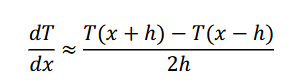 dT/dx ≈ (T(x + h) − T(x − h))/2h